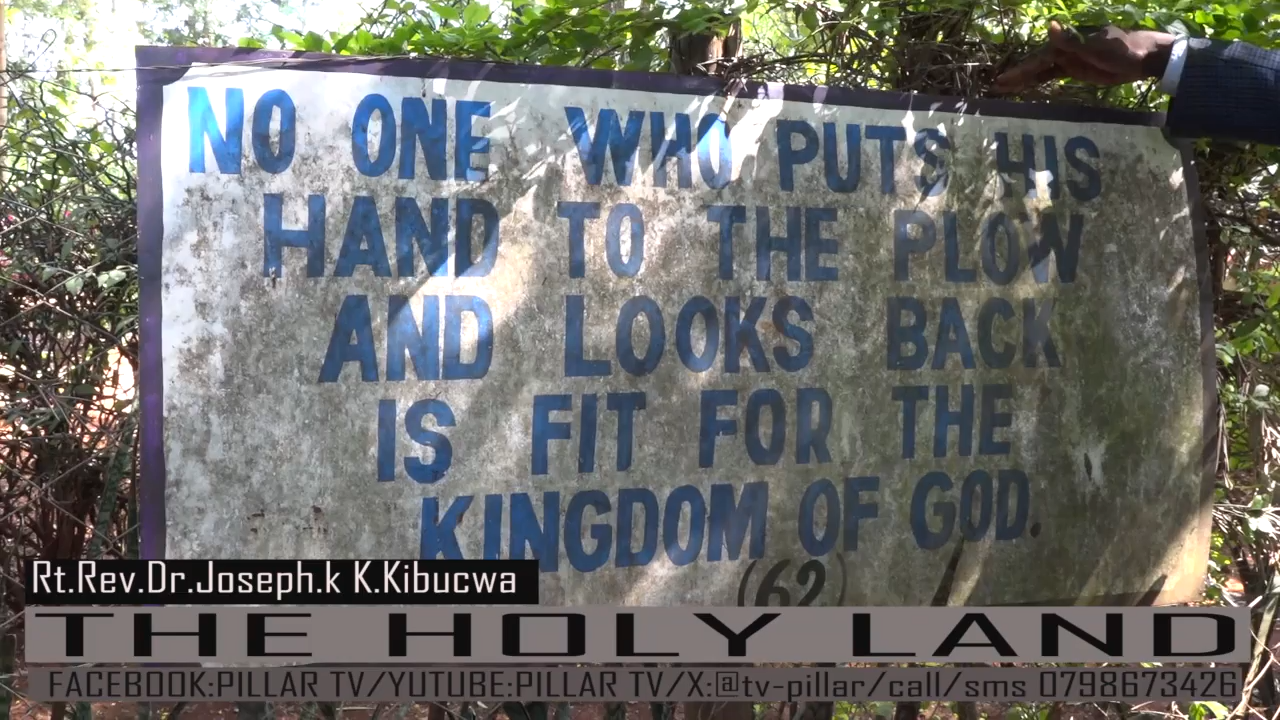 NO ONE WHO PUTS HIS
HAND TO THE PLOW
AND LOOKS BACK
IS FIT FOR THE
KINGDOM OF GOD.
(62)
Rt.Rev.Dr.Joseph.k K.Kibucwa
THE HOLY LAND
FACEBOOK:PILLAR TV/YUTUBE:PILLAR TV/X:@tv-pillar/call/sms 0798673426